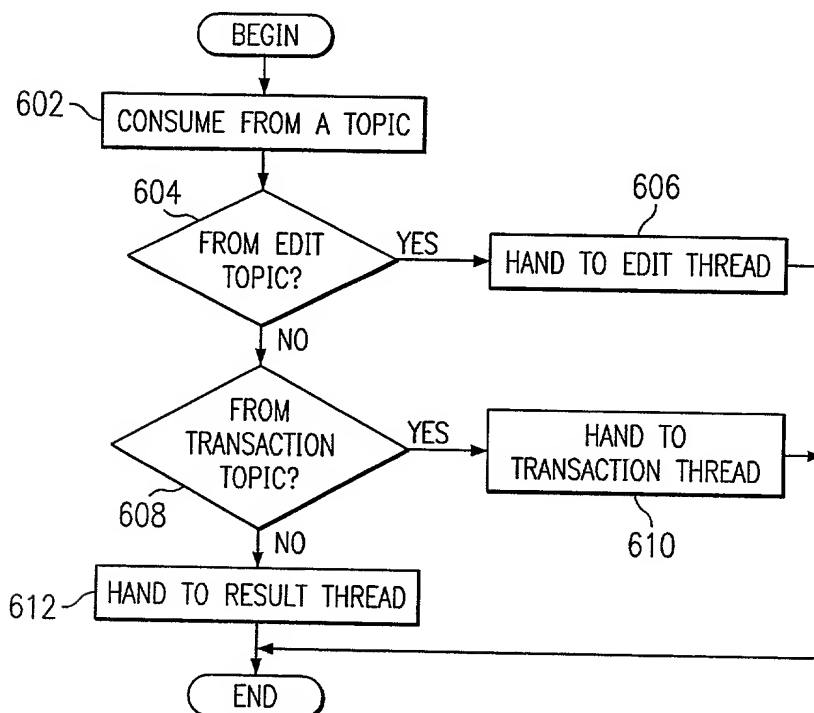 BEGIN
602
CONSUME FROM A TOPIC
604
FROM EDIT
TOPIC?
YES
606
HAND TO EDIT THREAD
NO
FROM
TRANSACTION
TOPIC?
608
YES
HAND TO
TRANSACTION THREAD
610
NO
612
HAND TO RESULT THREAD
END